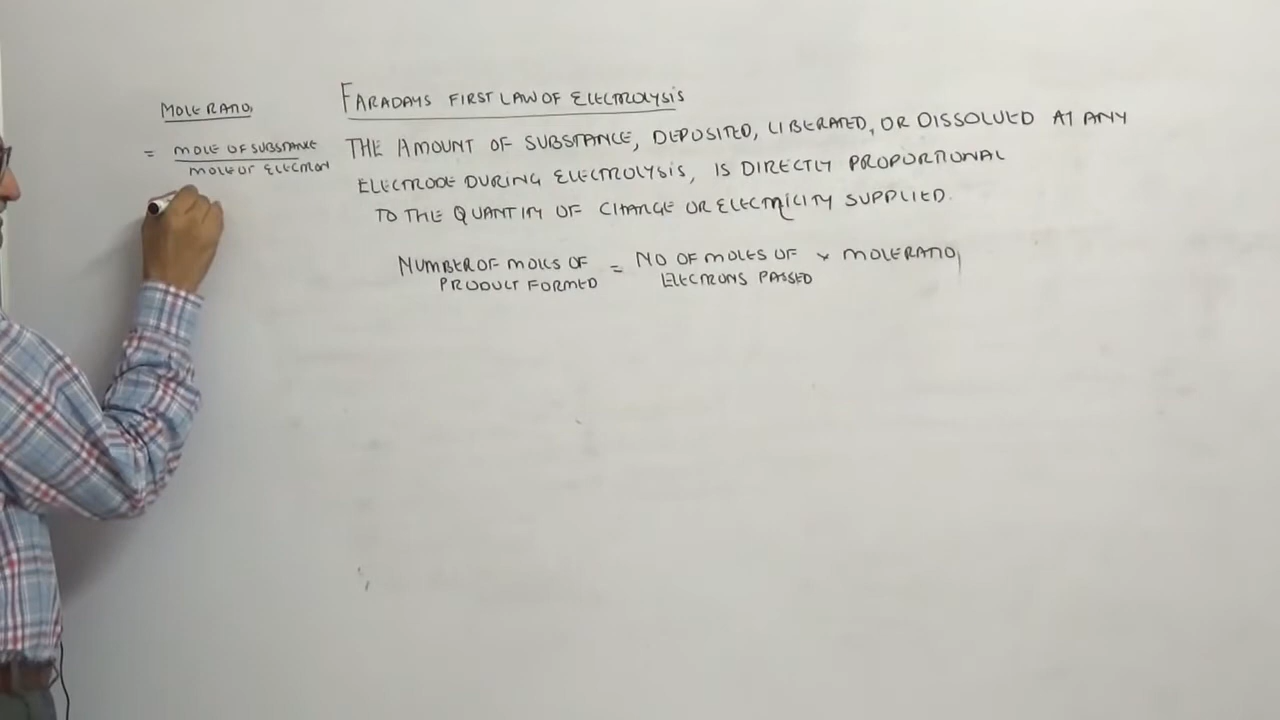 MOLE RATIO
= MOLE OF SUBSTANCE
MOLE OF ELECTRON
FARADAYS FIRST LAW OF ELECTROLYSIS
THE AMOUNT OF SUBSTANCE, DEPOSITED, LIBERATED, OR DISSOLVED AT ANY
ELECTRODE DURING ELECTROLYSIS, IS DIRECTLY PROPORTIONAL
TO THE QUANTITY OF CHARGE OR ELECTRICITY SUPPLIED.
NUMBER OF MOLES OF = NO OF MOLES OF × MOLE RATIO
PRODUCT FORMED ELECTRONS PASSED